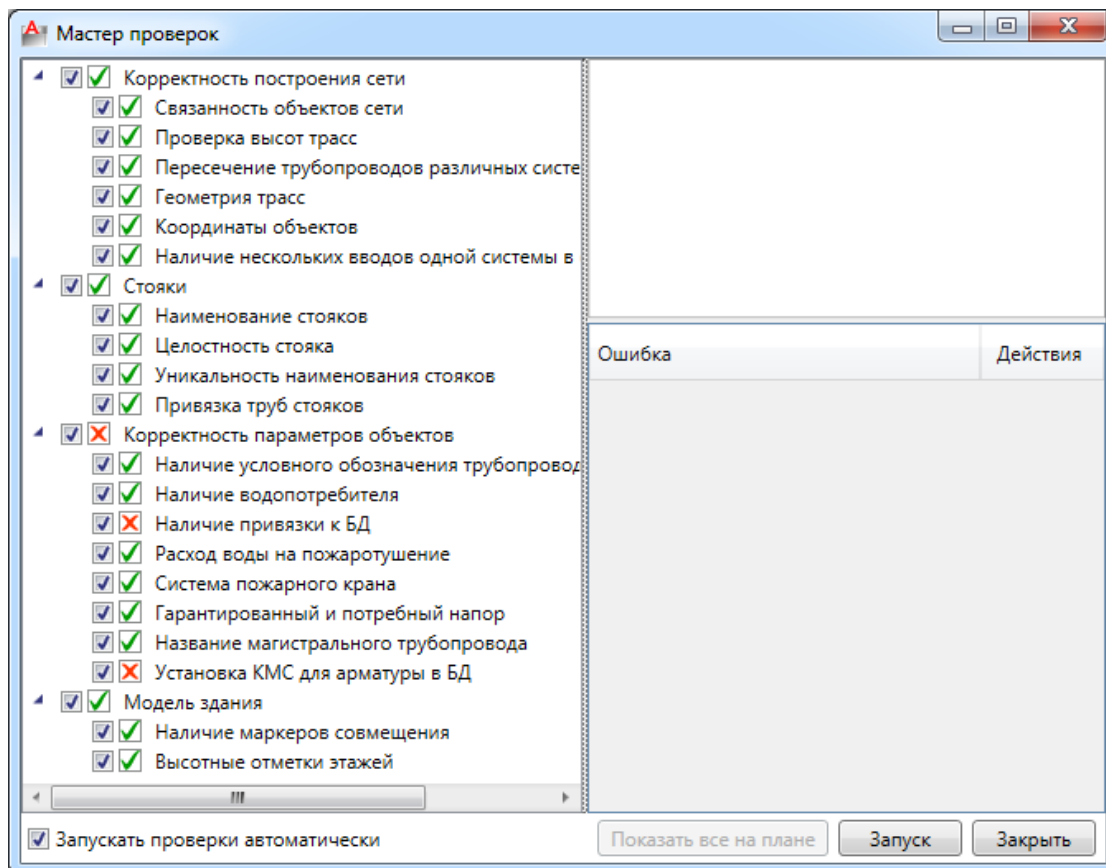 Мастер проверок
Корректность построения сети
Связанность объектов сети
Проверка высот трасс
Пересечение трубопроводов различных систе
Геометрия трасс
Координаты объектов
Наличие нескольких вводов одной системы в
Стояки
Наименование стояков
Целостность стояка
Уникальность наименования стояков
Привязка труб стояков
Корректность параметров объектов
Наличие условного обозначения трубопровод
Наличие водопотребителя
Наличие привязки к БД
Расход воды на пожаротушение
Система пожарного крана
Гарантированный и потребный напор
Название магистрального трубопровода
Установка КМС для арматуры в БД
Модель здания
Наличие маркеров совмещения
Высотные отметки этажей
Ошибка Действия
Запускать проверки автоматически
Показать все на плане Запуск Закрыть